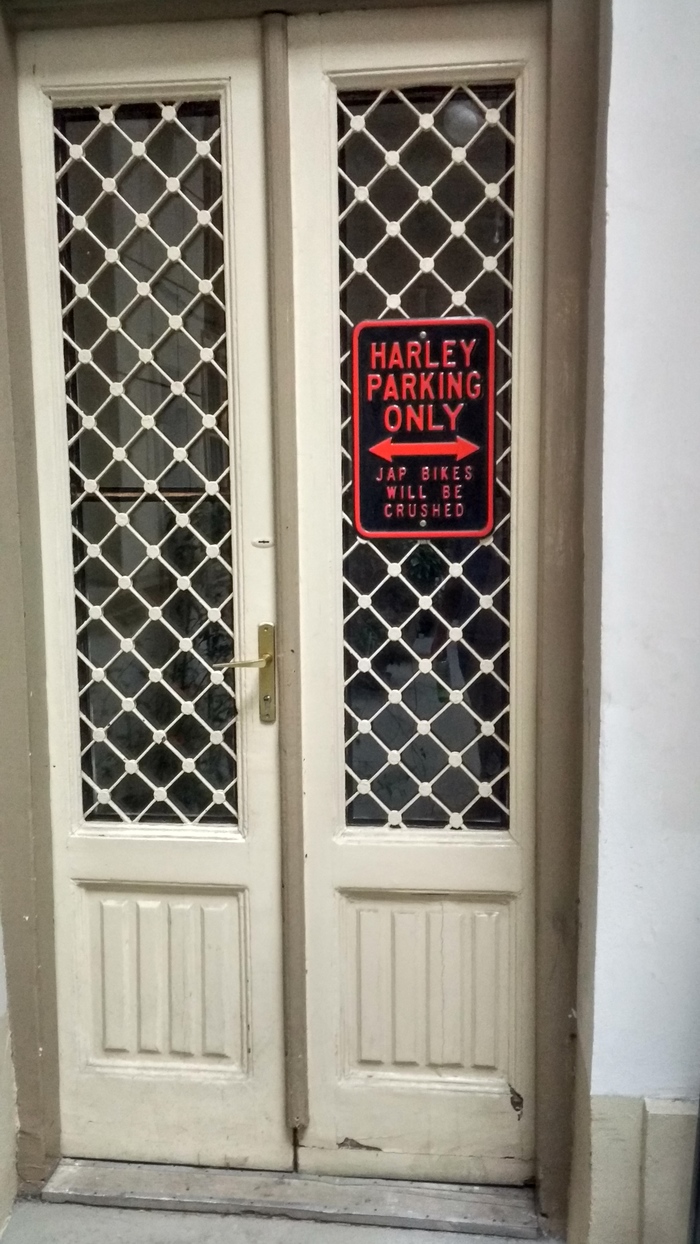 HARLEY
PARKING
ONLY
JAP BIKES
WILL BE
CRUSHED